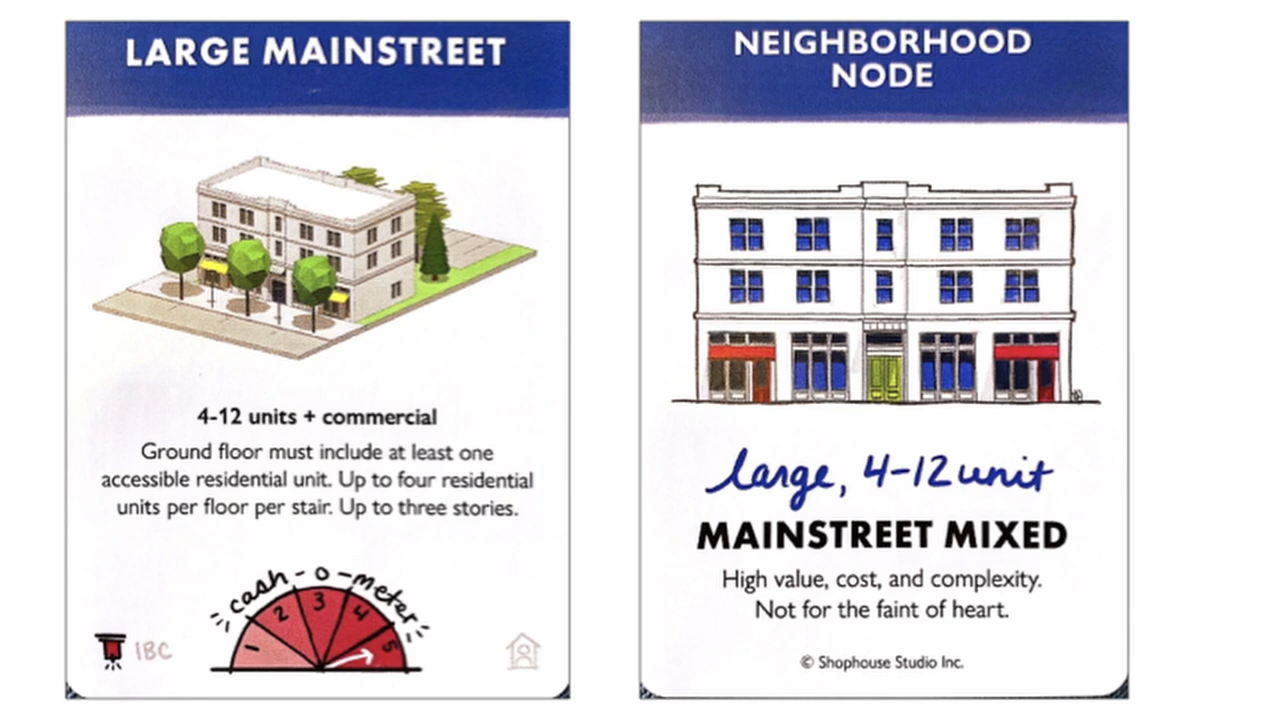 LARGE MAINSTREET
4-12 units + commercial
Ground floor must include at least one
accessible residential unit. Up to four residential
units per floor per stair. Up to three stories.
cash-o-meter
1 2 3 4 5
IBC
NEIGHBORHOOD
NODE
large, 4-12 unit
MAINSTREET MIXED
High value, cost, and complexity.
Not for the faint of heart.
© Shophouse Studio Inc.